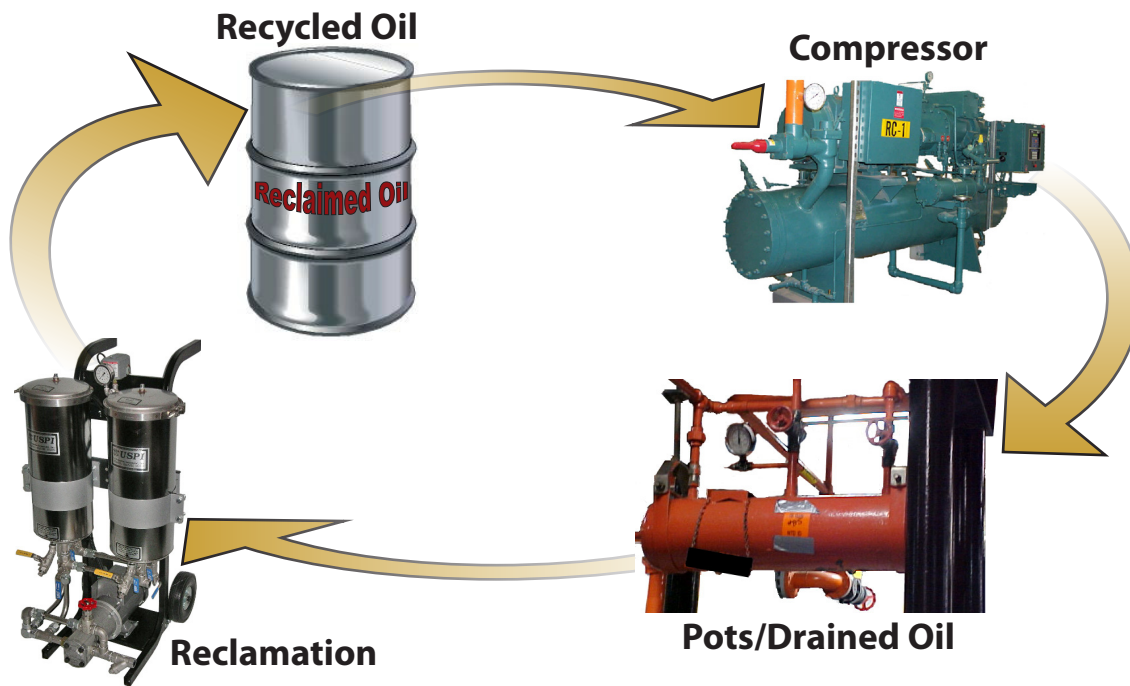 Recycled Oil
Compressor
RC-1
Reclaimed Oil
USPI
USPI
Pots/Drained Oil
Reclamation